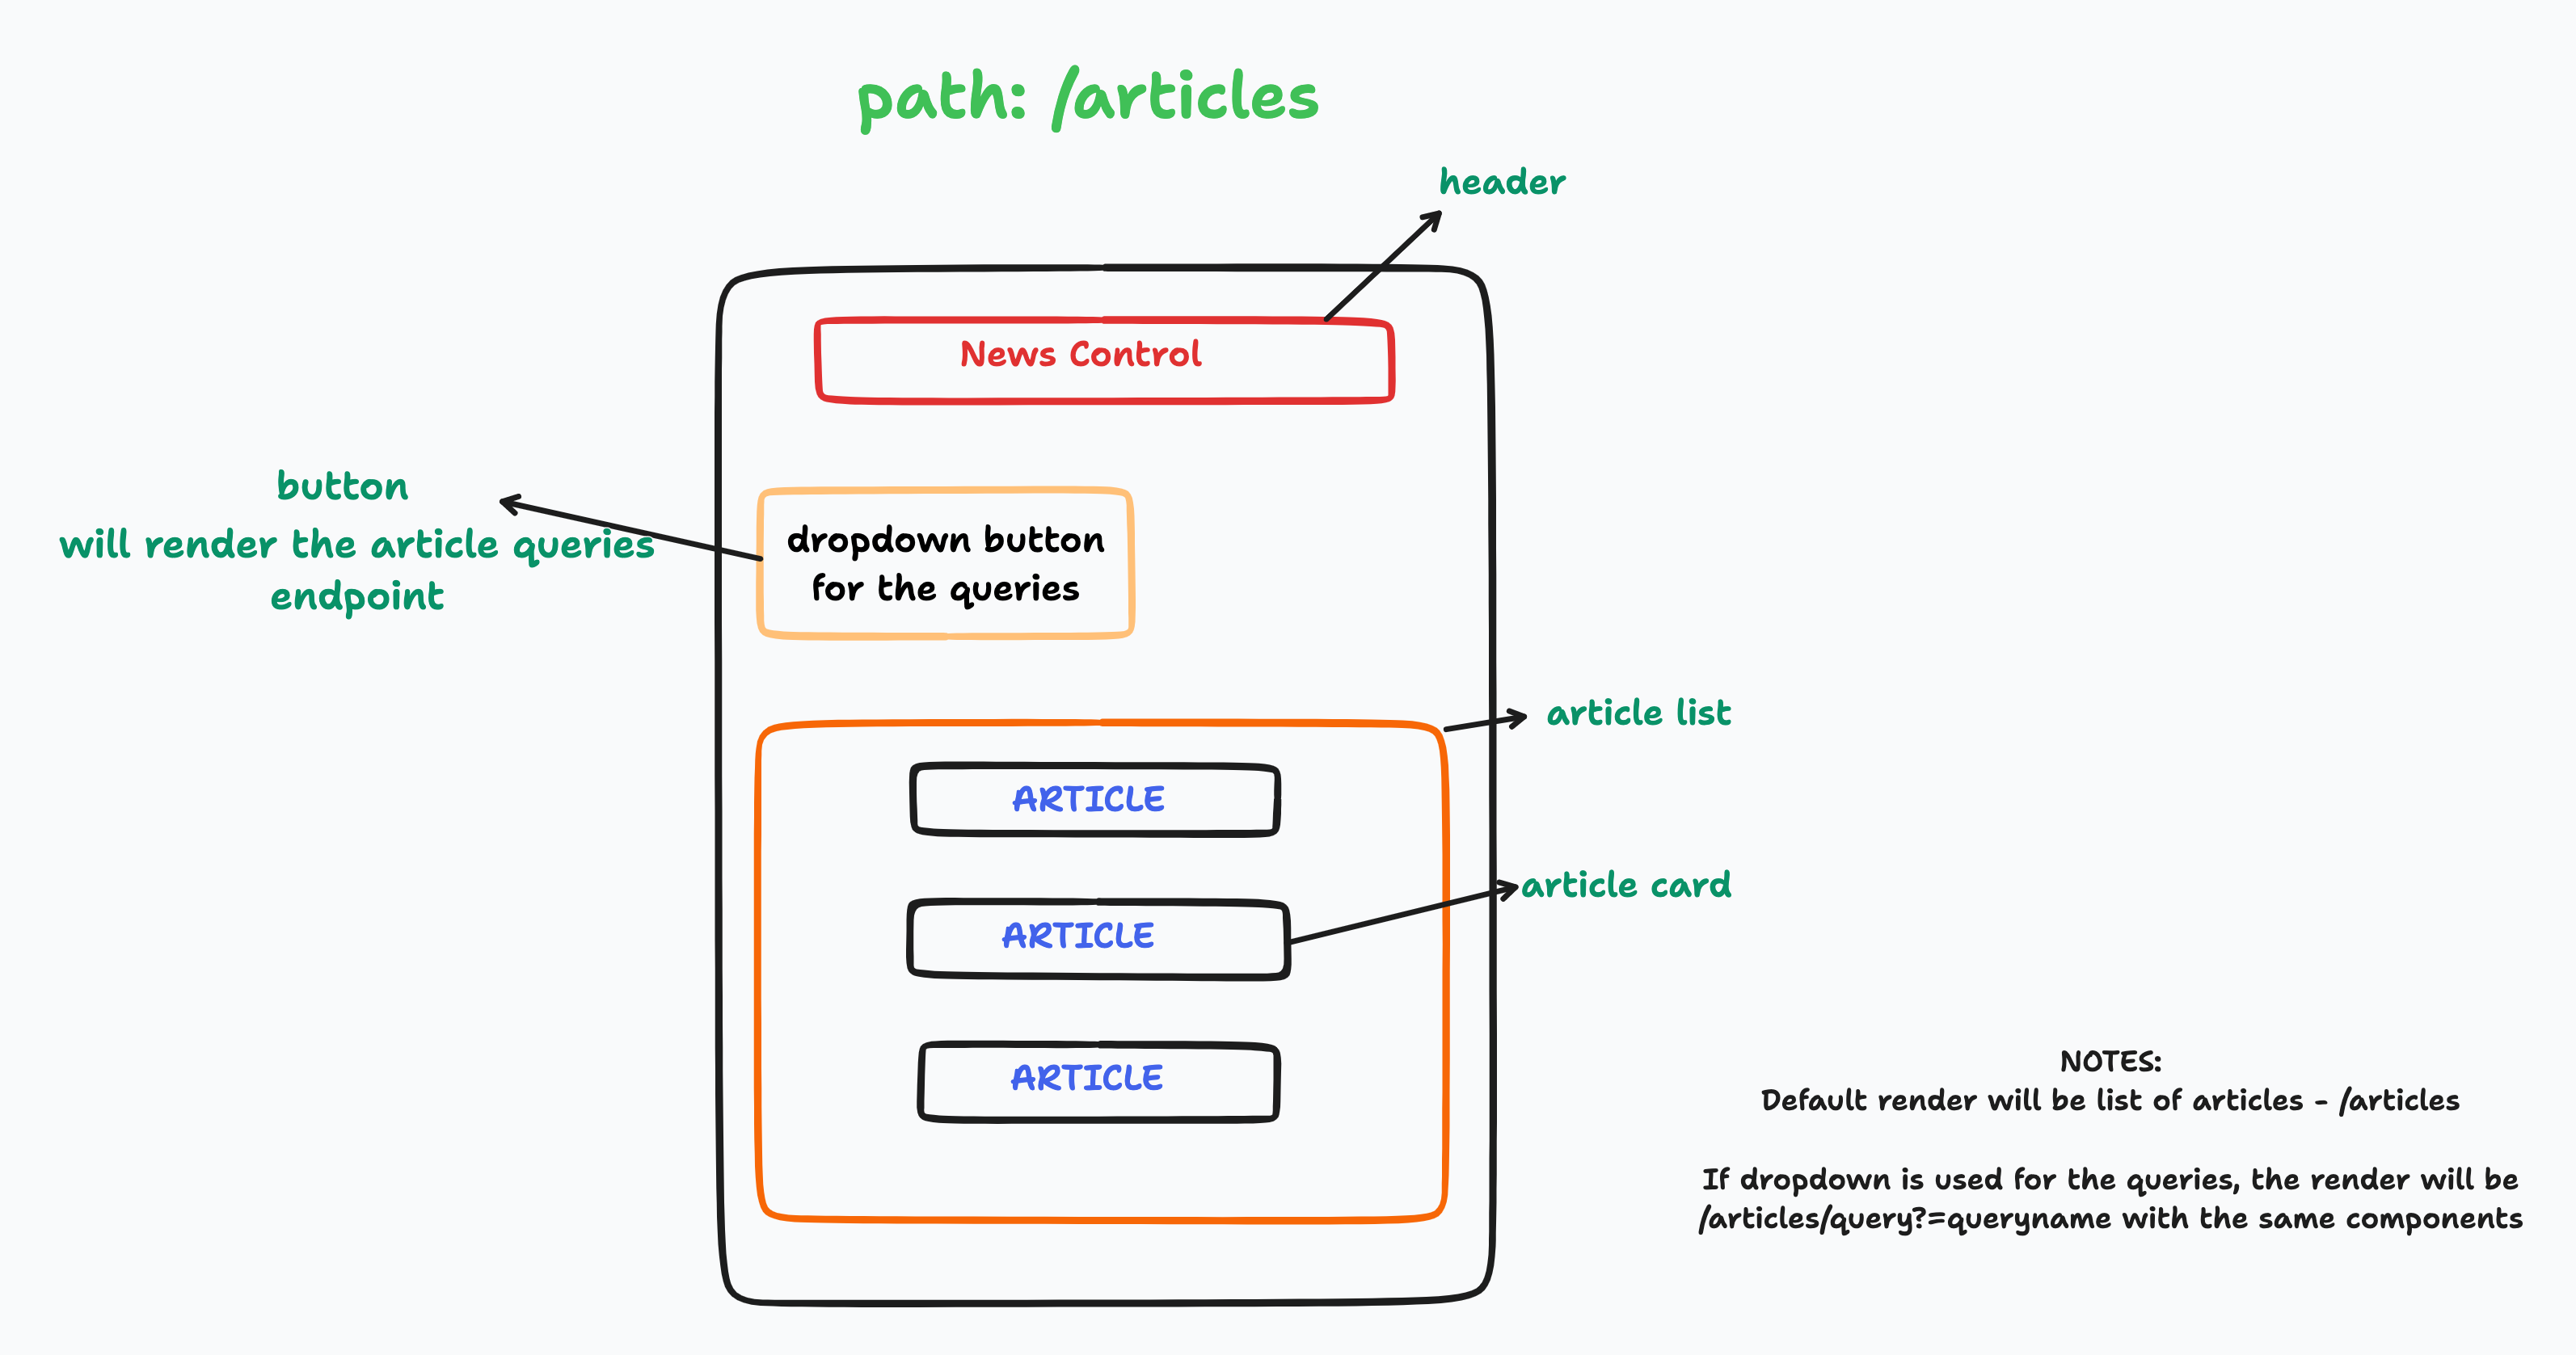 path: /articles
header
News Control
button
will render the article queries
endpoint
dropdown button
for the queries
article list
ARTICLE
article card
ARTICLE
ARTICLE
NOTES:
Default render will be list of articles - /articles
If dropdown is used for the queries, the render will be
/articles/query?=queryname with the same components